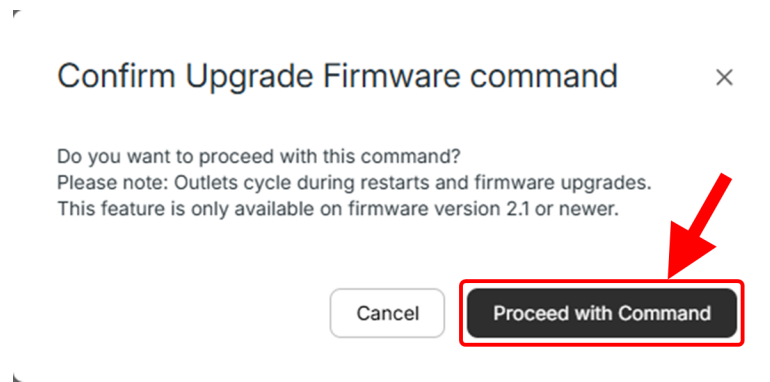 Confirm Upgrade Firmware command
Do you want to proceed with this command?
Please note: Outlets cycle during restarts and firmware upgrades.
This feature is only available on firmware version 2.1 or newer.
Cancel
Proceed with Command